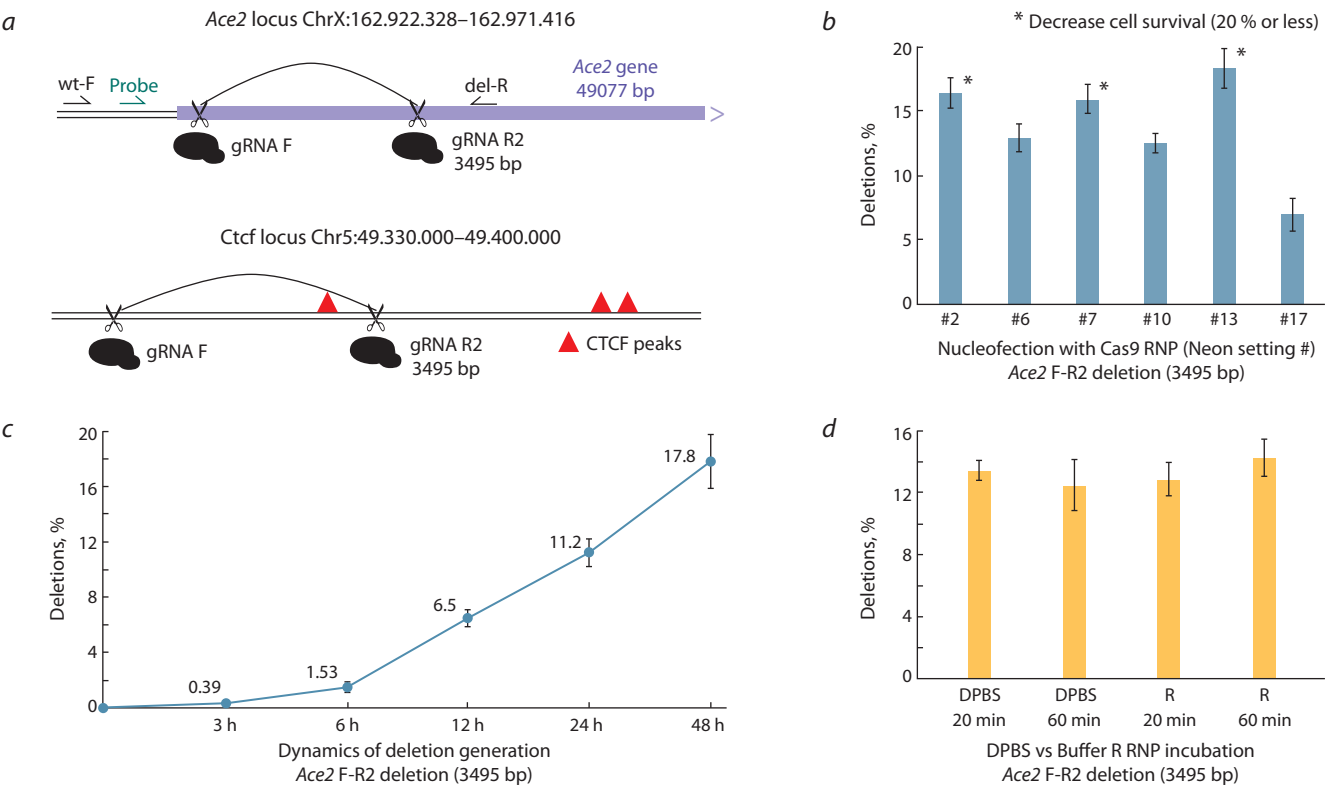 a
Ace2 locus ChrX:162.922.328–162.971.416
wt-F
Probe
del-R
Ace2 gene
49077 bp
gRNA F
gRNA R2
3495 bp
Ctcf locus Chr5:49.330.000–49.400.000
gRNA F
gRNA R2
3495 bp
CTCF peaks
b
* Decrease cell survival (20 % or less)
Deletions, %
20
15
10
5
0
*
*
*
#2 #6 #7 #10 #13 #17
Nucleofection with Cas9 RNP (Neon setting #)
Ace2 F-R2 deletion (3495 bp)
c
Deletions, %
20
16
12
8
4
0
0.39
1.53
6.5
11.2
17.8
3 h 6 h 12 h 24 h 48 h
Dynamics of deletion generation
Ace2 F-R2 deletion (3495 bp)
d
Deletions, %
16
12
8
4
0
DPBS DPBS R R
20 min 60 min 20 min 60 min
DPBS vs Buffer R RNP incubation
Ace2 F-R2 deletion (3495 bp)